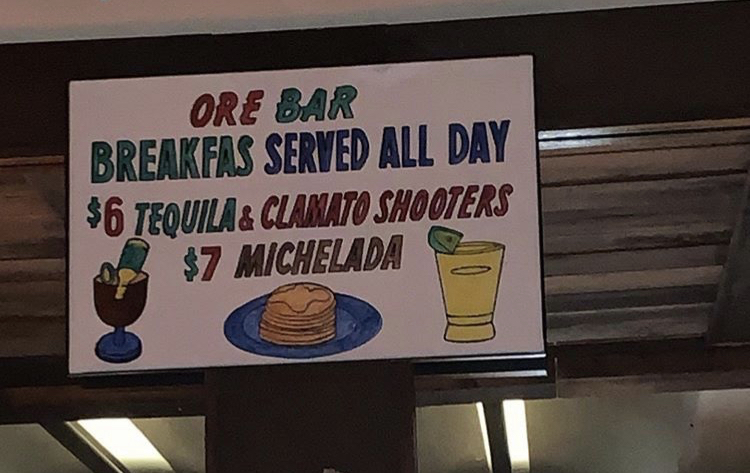 ORE BAR
BREAKFAS SERVED ALL DAY
$6 TEQUILA & CLAMATO SHOOTERS
$7 MICHELADA